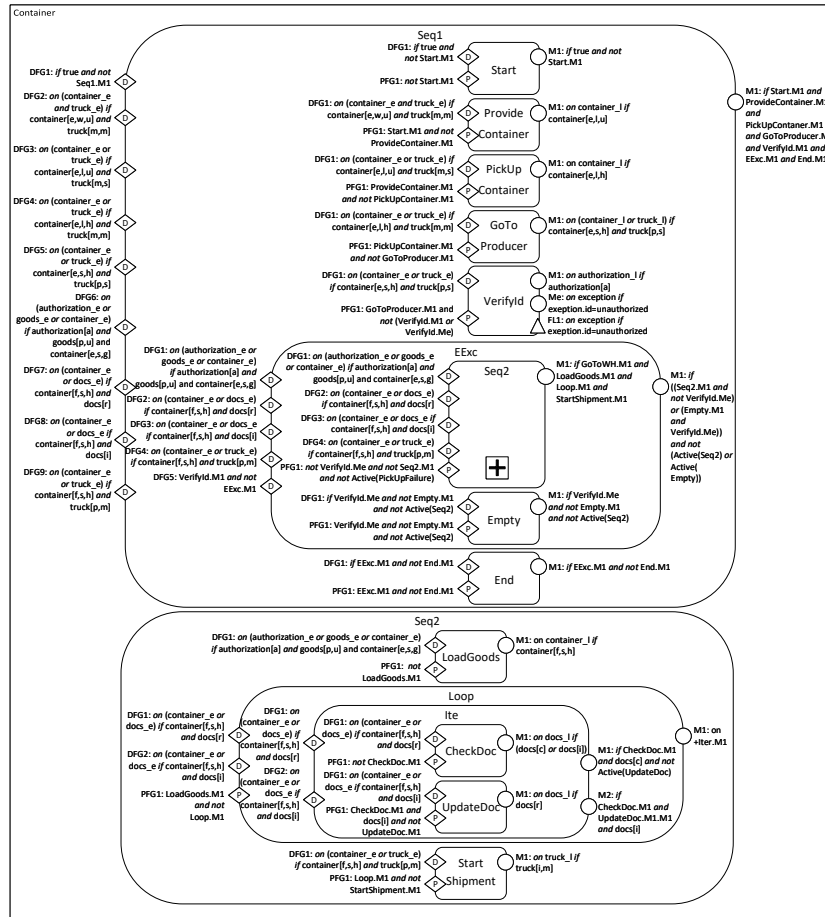 Container
Seq1
DFG1: if true and not
Seq1.M1
DFG2: on (container_e
and truck_e) if
container[e,w,u] and
truck[m,m]
DFG3: on (container_e or
truck_e) if
container[e,l,u] and
truck[m,s]
DFG4: on (container_e or
truck_e) if
container[e,l,h] and
truck[m,m]
DFG5: on (container_e
or truck_e) if
container[e,s,h] and
truck[p,s]
DFG6: on
(authorization_e or
goods_e or container_e)
if authorization[a] and
goods[p,u] and
container[e,s,g]
DFG7: on (container_e
or docs_e) if
container[f,s,h] and
docs[r]
DFG8: on (container_e
or docs_e if
container[f,s,h] and
docs[i]
DFG9: on (container_e or
truck_e) if
container[f,s,h] and
truck[p,m]
D
D
D
D
D
D
D
D
D
DFG1: if true and
not Start.M1
PFG1: not Start.M1
D
P
Start
M1: if true and not
Start.M1
DFG1: on (container_e and truck_e) if
container[e,w,u] and truck[m,m]
PFG1: Start.M1 and not
ProvideContainer.M1
D
P
Provide
Container
M1: on container_l if
container[e,l,u]
DFG1: on (container_e or truck_e) if
container[e,l,u] and truck[m,s]
PFG1: ProvideContainer.M1
and not PickUpContainer.M1
D
P
PickUp
Container
M1: on container_l if
container[e,l,h]
DFG1: on (container_e or truck_e) if
container[e,l,h] and truck[m,m]
PFG1: PickUpContainer.M1
and not GoToProducer.M1
D
P
GoTo
Producer
M1: on (container_l or truck_l) if
container[e,s,h] and truck[p,s]
DFG1: on (container_e or truck_e)
if container[e,s,h] and truck[p,s]
PFG1: GoToProducer.M1 and
not (VerifyId.M1 or
VerifyId.Me)
D
P
VerifyId
M1: on authorization_l if
authorization[a]
Me: on exception if
exeption.id=unauthorized
FL1: on exception if
exeption.id=unauthorized
M1: if Start.M1 and
ProvideContainer.M1
and
PickUpContaner.M1
and GoToProducer.M1
and VerifyId.M1 and
EExc.M1 and End.M1
EExc
DFG1: on (authorization_e or
goods_e or container_e)
if authorization[a] and
goods[p,u] and container[e,s,g]
DFG2: on (container_e or docs_e)
if container[f,s,h] and docs[r]
DFG3: on (container_e or docs_e
if container[f,s,h] and docs[i]
DFG4: on (container_e or truck_e)
if container[f,s,h] and truck[p,m]
DFG5: VerifyId.M1 and not
EExc.M1
D
D
D
D
D
DFG1: on (authorization_e or goods_e
or container_e) if authorization[a] and
goods[p,u] and container[e,s,g]
DFG2: on (container_e or docs_e)
if container[f,s,h] and docs[r]
DFG3: on (container_e or docs_e if
container[f,s,h] and docs[i]
DFG4: on (container_e or truck_e)
if container[f,s,h] and truck[p,m]
PFG1: not VerifyId.Me and not Seq2.M1
and not Active(PickUpFailure)
D
D
D
D
P
Seq2
M1: if GoToWH.M1 and
LoadGoods.M1 and
Loop.M1 and
StartShipment.M1
M1: if
((Seq2.M1 and
not VerifyId.Me)
or (Empty.M1
and
VerifyId.Me))
and not
(Active(Seq2) or
Active(
Empty))
DFG1: if VerifyId.Me and not Empty.M1
and not Active(Seq2)
PFG1: VerifyId.Me and not Empty.M1
and not Active(Seq2)
D
P
Empty
M1: if VerifyId.Me
and not Empty.M1
and not Active(Seq2)
DFG1: if EExc.M1 and not End.M1
PFG1: EExc.M1 and not End.M1
D
P
End
M1: if EExc.M1 and not End.M1
Seq2
DFG1: on (authorization_e or goods_e or container_e)
if authorization[a] and goods[p,u] and container[e,s,g]
PFG1: not
LoadGoods.M1
D
P
LoadGoods
M1: on container_l if
container[f,s,h]
Loop
DFG1: on (container_e or
docs_e) if container[f,s,h]
and docs[r]
DFG2: on (container_e or
docs_e if container[f,s,h]
and docs[i]
PFG1: LoadGoods.M1
and not
Loop.M1
D
D
P
Ite
DFG1: on
(container_e or
docs_e) if
container[f,s,h]
and docs[r]
DFG2: on
(container_e or
docs_e if
container[f,s,h]
and docs[i]
D
D
DFG1: on (container_e or
docs_e) if container[f,s,h]
and docs[r]
PFG1: not CheckDoc.M1
D
P
CheckDoc
M1: on docs_l if
(docs[c] or docs[i])
DFG1: on (container_e or
docs_e if container[f,s,h]
and docs[i]
PFG1: CheckDoc.M1 and
docs[i] and not
UpdateDoc.M1
D
P
UpdateDoc
M1: on docs_l if
docs[r]
M1: if CheckDoc.M1
and docs[c] and not
Active(UpdateDoc)
M2: if
CheckDoc.M1 and
UpdateDoc.M1.M1
and docs[i]
M1: on
+Iter.M1
DFG1: on (container_e or truck_e)
if container[f,s,h] and truck[p,m]
PFG1: Loop.M1 and not
StartShipment.M1
D
P
Start
Shipment
M1: on truck_l if
truck[i,m]